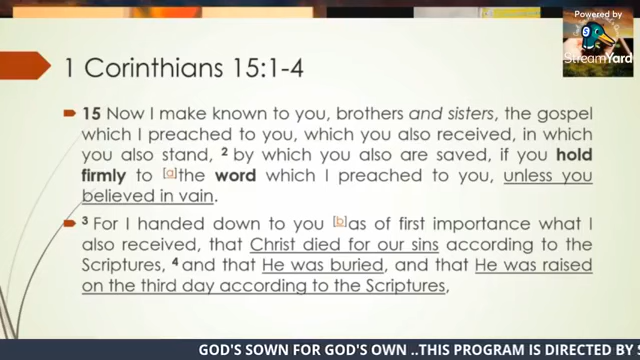 Powered by
StreamYard
1 Corinthians 15:1-4
15 Now I make known to you, brothers and sisters, the gospel
which I preached to you, which you also received, in which
you also stand, 2 by which you also are saved, if you hold
firmly to [a]the word which I preached to you, unless you
believed in vain.
3 For I handed down to you [b]as of first importance what I
also received, that Christ died for our sins according to the
Scriptures, 4 and that He was buried, and that He was raised
on the third day according to the Scriptures,
GOD'S SOWN FOR GOD'S OWN ..THIS PROGRAM IS DIRECTED BY